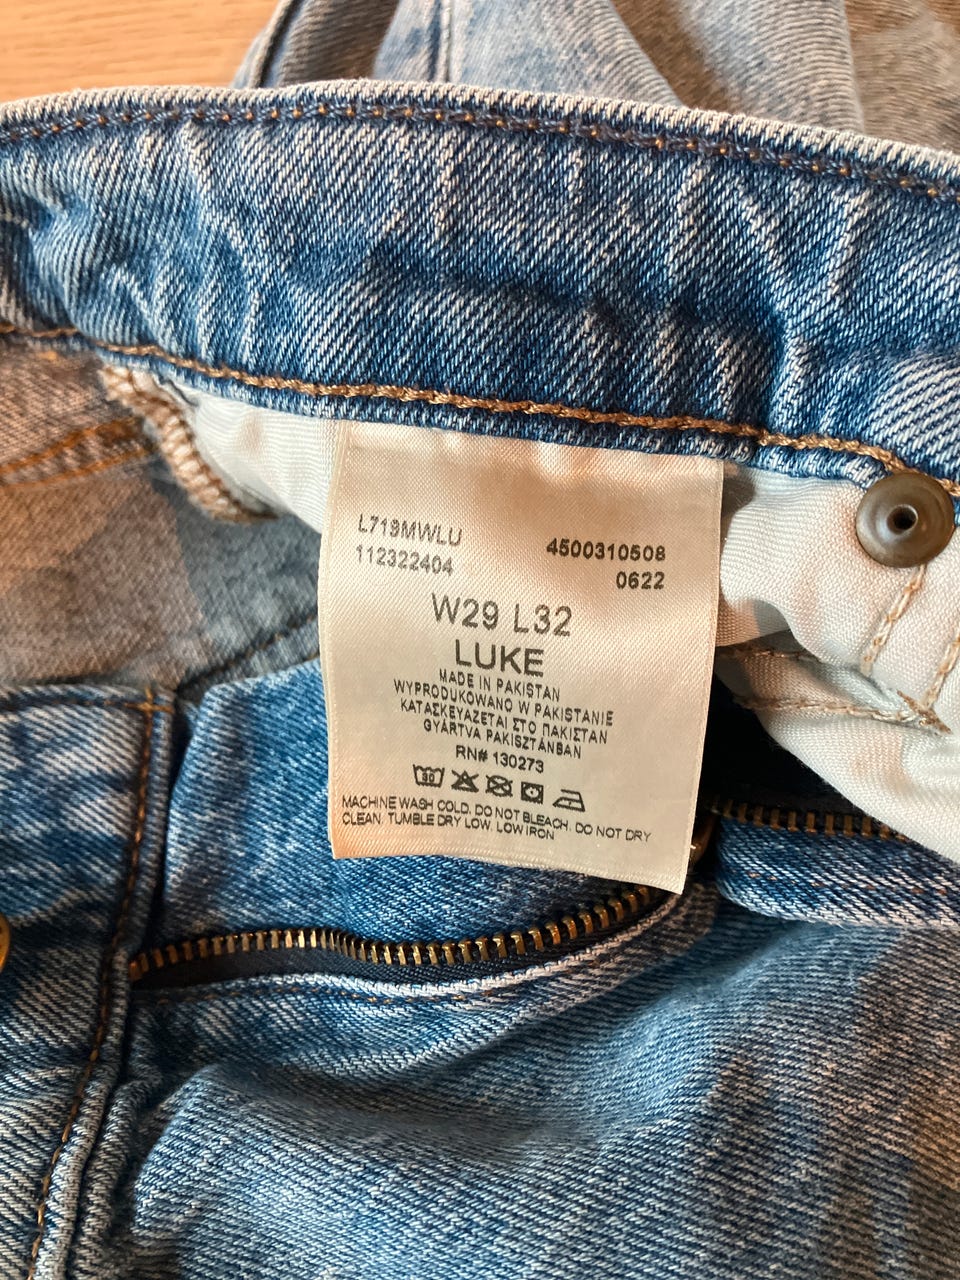 L719MWLU
112322404
4500310508
0622
W29 L32
LUKE
MADE IN PAKISTAN
WYPRODUKOWANO W PAKISTANIE
ΚΑΤΑΣΚΕΥΑΖΕΤΑΙ ΣΤΟ ΠΑΚΙΣΤΑΝ
GYÁRTVA PAKISZTÁNBAN
RN# 130273
30
MACHINE WASH COLD. DO NOT BLEACH. DO NOT DRY
CLEAN. TUMBLE DRY LOW. LOW IRON